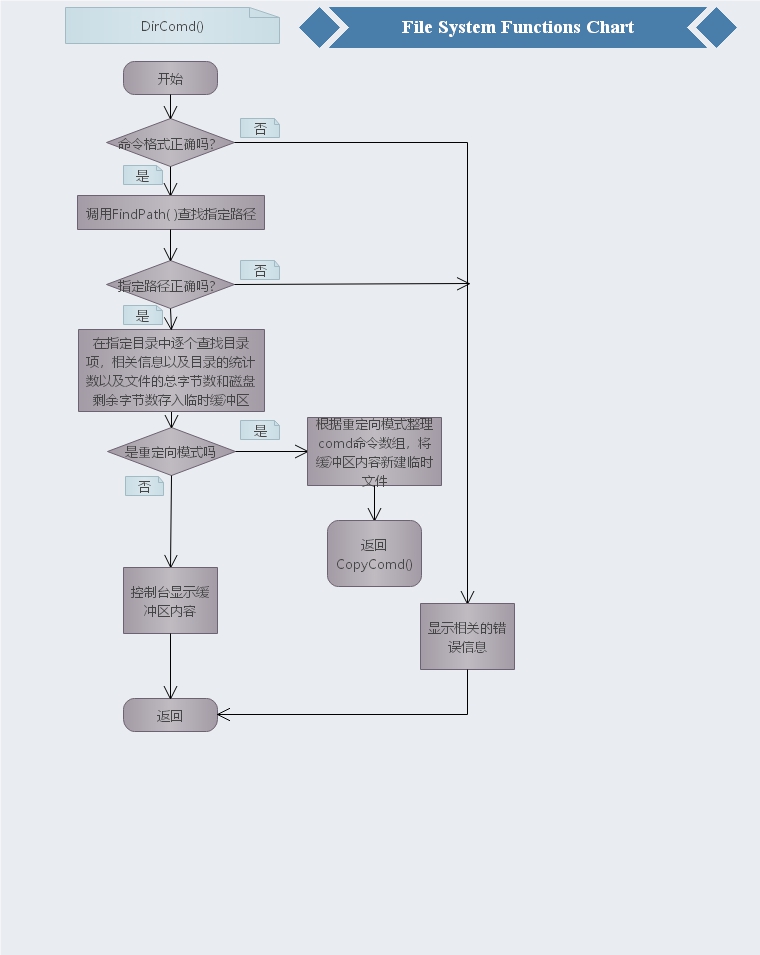 DirComd()
File System Functions Chart
开始
命令格式正确吗?
否
是
调用FindPath( )查找指定路径
指定路径正确吗?
否
是
在指定目录中逐个查找目录
项，相关信息以及目录的统计
数以及文件的总字节数和磁盘
剩余字节数存入临时缓冲区
是重定向模式吗
是
根据重定向模式整理
comd命令数组，将
缓冲区内容新建临时
文件
否
返回
CopyComd()
控制台显示缓
冲区内容
显示相关的错
误信息
返回